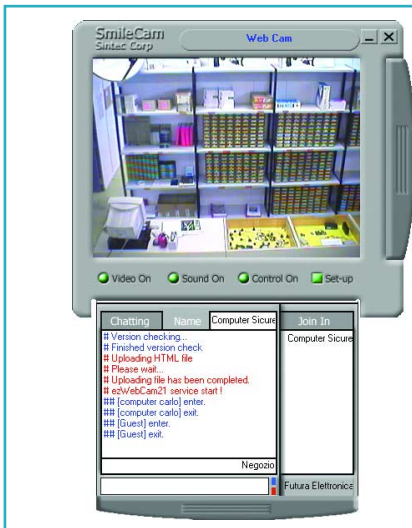 SmileCam
Sintec Corp
Web Cam
Video On
Sound On
Control On
Set-up
Chatting
Name
Computer Sicure
Join In
# Version checking...
# Finished version check
# Uploading HTML file
# Please wait...
# Uploading file has been completed.
# ezWebCam21 service start !
## [computer carlo] enter.
## [computer carlo] exit.
## [Guest] enter.
## [Guest] exit.
Computer Sicure
Negozio
Futura Elettronica